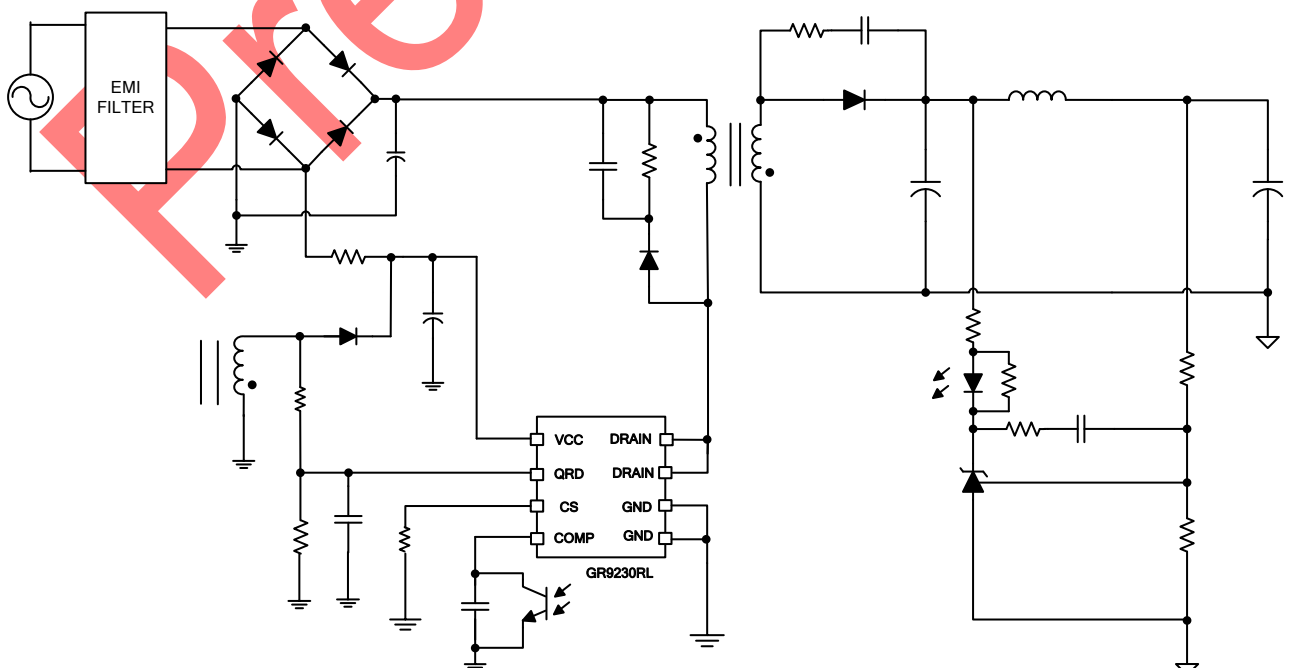 Pre
EMI
FILTER
VCC
DRAIN
QRD
DRAIN
CS
GND
COMP
GND
GR9230RL